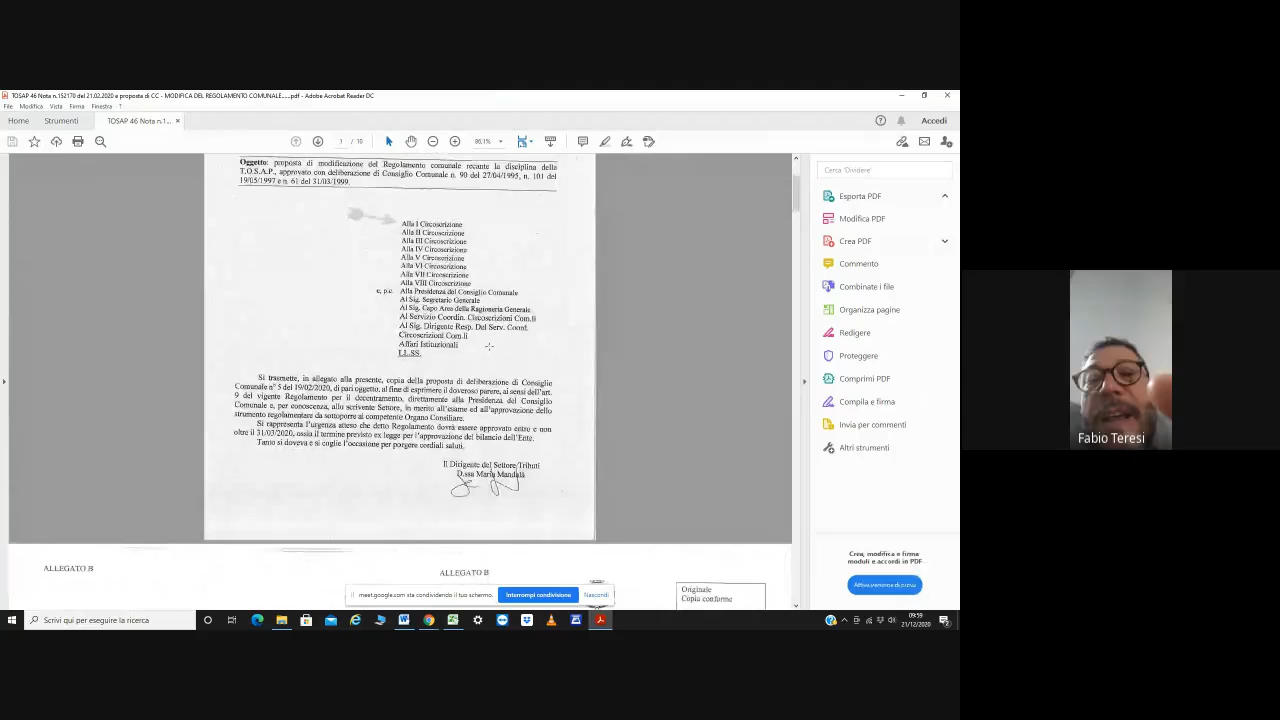 TOSAP 46 Nota n.152170 del 21.02.2020 e proposta di CC - MODIFICA DEL REGOLAMENTO COMUNALE......pdf - Adobe Acrobat Reader DC
File Modifica Vista Firma Finestra ?
Home Strumenti TOSAP 46 Nota n.1... × Accedi
1 / 10 86,1%
Oggetto: proposta di modificazione del Regolamento comunale recante la disciplina della
T.O.S.A.P., approvato con deliberazione di Consiglio Comunale n. 90 del 27/04/1995, n. 101 del
19/05/1997 e n. 61 del 31/03/1999.
Alla I Circoscrizione
Alla II Circoscrizione
Alla III Circoscrizione
Alla IV Circoscrizione
Alla V Circoscrizione
Alla VI Circoscrizione
Alla VII Circoscrizione
Alla VIII Circoscrizione
e, p.c. Alla Presidenza del Consiglio Comunale
Al Sig. Segretario Generale
Al Sig. Capo Area della Ragioneria Generale
Al Servizio Coordin. Circoscrizioni Com.li
Al Sig. Dirigente Resp. Del Serv. Coord.
Circoscrizioni Com.li
Affari Istituzionali
LL.SS.
Si trasmette, in allegato alla presente, copia della proposta di deliberazione di Consiglio
Comunale n° 5 del 19/02/2020, di pari oggetto, al fine di esprimere il doveroso parere, ai sensi dell'art.
9 del vigente Regolamento per il decentramento, direttamente alla Presidenza del Consiglio
Comunale e, per conoscenza, allo scrivente Settore, in merito all'esame ed all'approvazione dello
strumento regolamentare da sottoporre al competente Organo Consiliare.
Si rappresenta l'urgenza atteso che detto Regolamento dovrà essere approvato entro e non
oltre il 31/03/2020, ossia il termine previsto ex legge per l'approvazione del bilancio dell'Ente.
Tanto si doveva e si coglie l'occasione per porgere cordiali saluti.
Il Dirigente del Settore Tributi
D.ssa Maria Mandalà
ALLEGATO B
ALLEGATO B
Originale
Copia conforme
meet.google.com sta condividendo il tuo schermo. Interrompi condivisione Nascondi
Cerca 'Dividere'
Esporta PDF
Modifica PDF
Crea PDF
Commento
Combinate i file
Organizza pagine
Redigere
Proteggere
Comprimi PDF
Compila e firma
Invia per commenti
Altri strumenti
Crea, modifica e firma
moduli e accordi in PDF
Scrivi qui per eseguire la ricerca
09:59
21/12/2020
Fabio Teresi